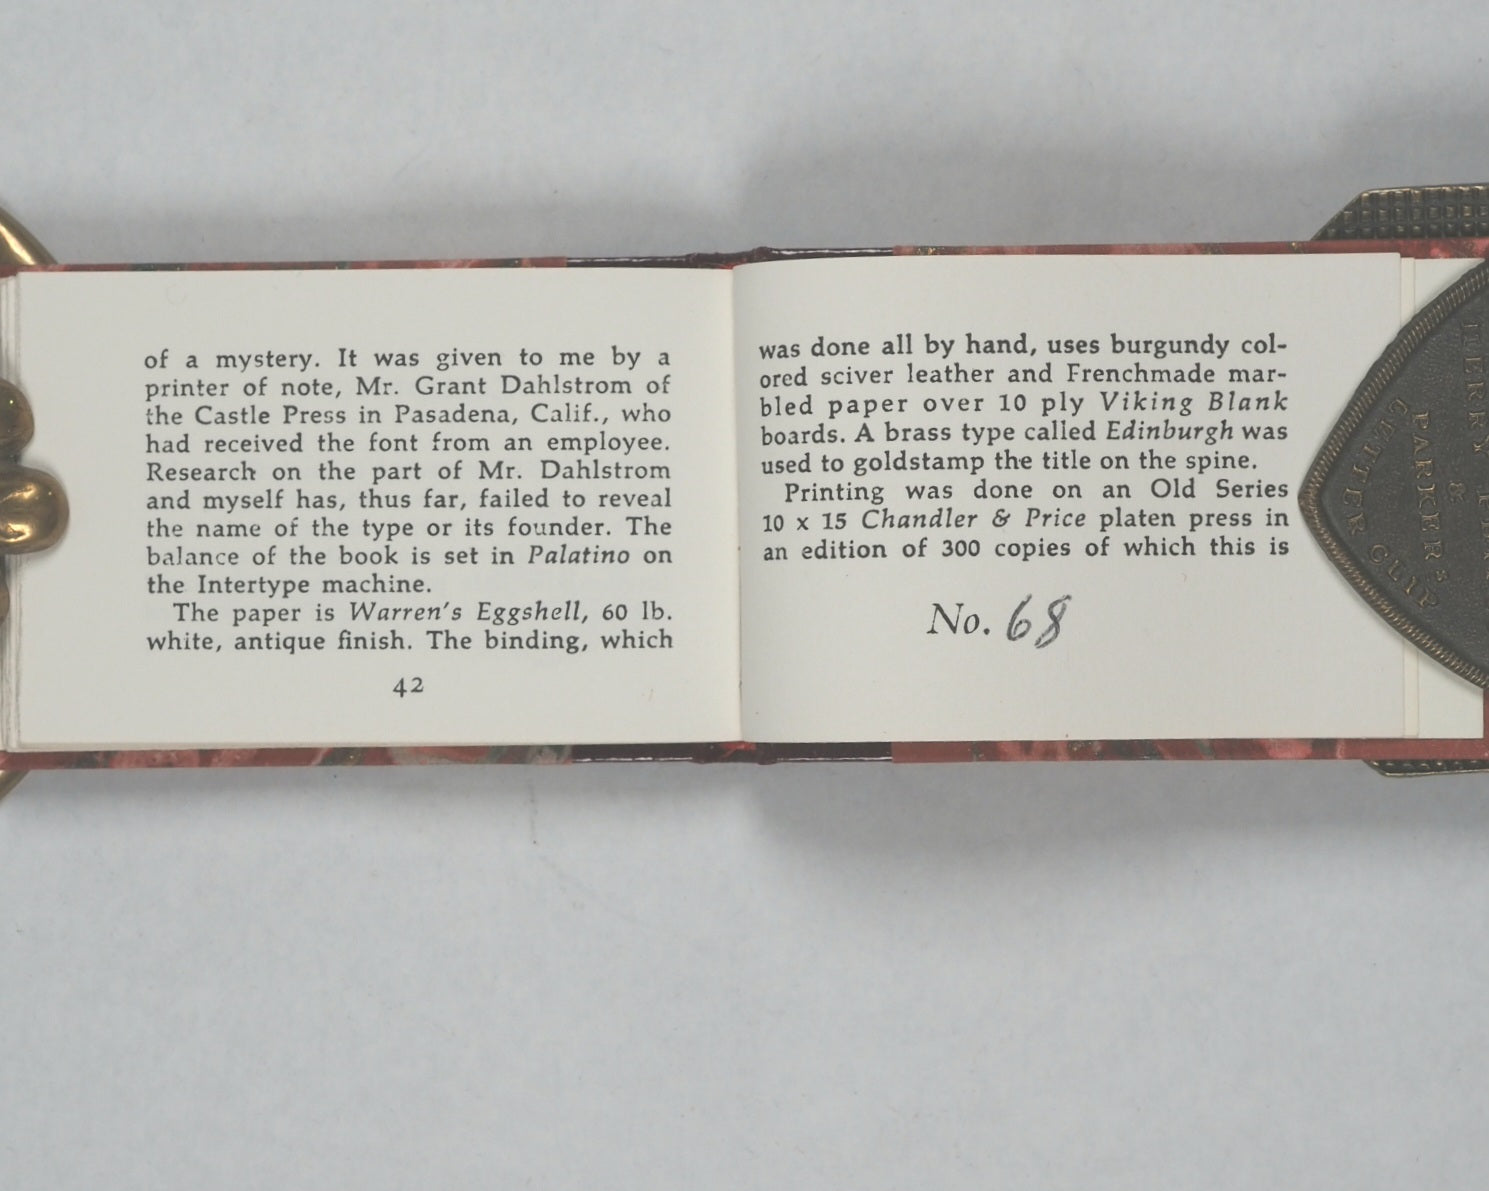 of a mystery. It was given to me by a
printer of note, Mr. Grant Dahlstrom of
the Castle Press in Pasadena, Calif., who
had received the font from an employee.
Research on the part of Mr. Dahlstrom
and myself has, thus far, failed to reveal
the name of the type or its founder. The
balance of the book is set in Palatino on
the Intertype machine.
The paper is Warren's Eggshell, 60 lb.
white, antique finish. The binding, which
42
was done all by hand, uses burgundy col-
ored sciver leather and Frenchmade mar-
bled paper over 10 ply Viking Blank
boards. A brass type called Edinburgh was
used to goldstamp the title on the spine.
Printing was done on an Old Series
10 x 15 Chandler & Price platen press in
an edition of 300 copies of which this is
No. 68
&
PARKER'S
LETTER CLIP